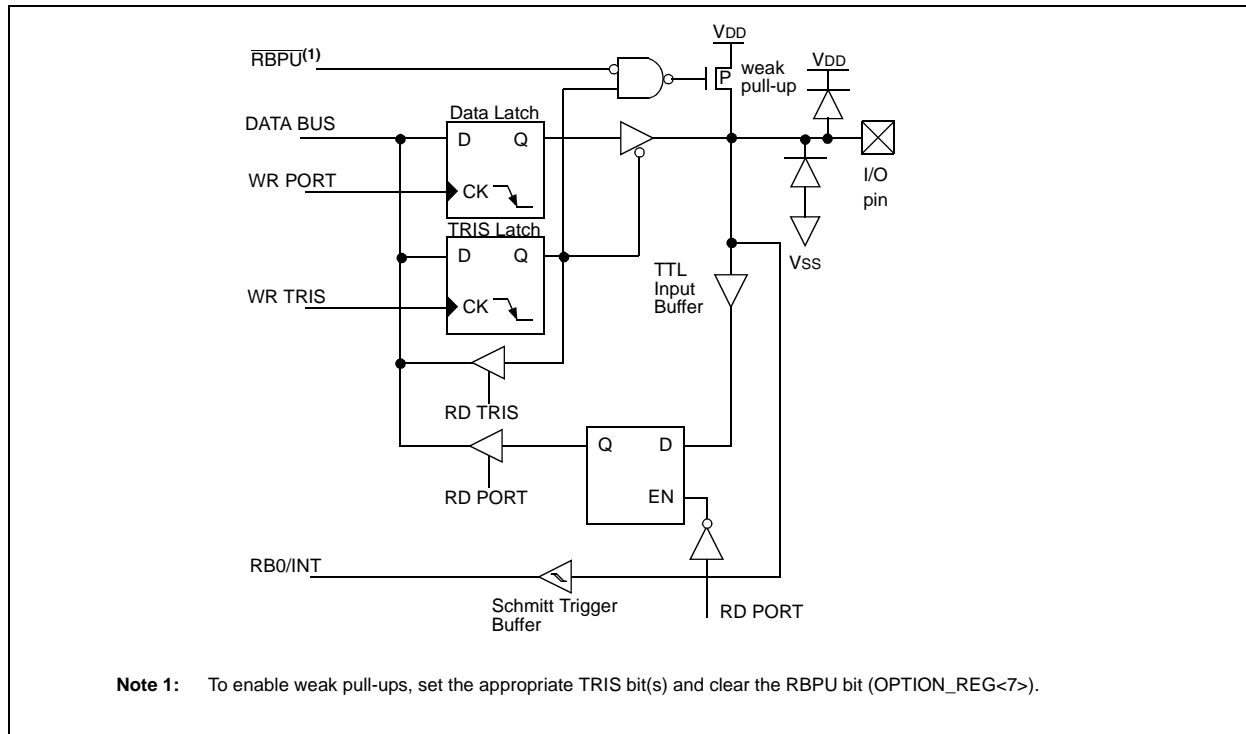 VDD
RBPU(1)
weak
pull-up
P
VDD
Data Latch
DATA BUS
D Q
WR PORT
CK
I/O
pin
TRIS Latch
D Q
VSS
TTL
Input
Buffer
WR TRIS
CK
RD TRIS
Q D
RD PORT
EN
RB0/INT
Schmitt Trigger
Buffer
RD PORT
Note 1: To enable weak pull-ups, set the appropriate TRIS bit(s) and clear the RBPU bit (OPTION_REG<7>).